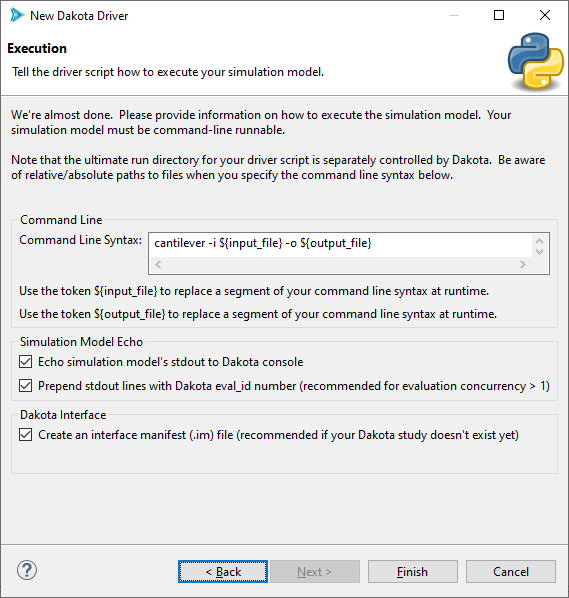 New Dakota Driver
Execution
Tell the driver script how to execute your simulation model.
We're almost done.  Please provide information on how to execute the simulation model.  Your
simulation model must be command-line runnable.
Note that the ultimate run directory for your driver script is separately controlled by Dakota.  Be aware
of relative/absolute paths to files when you specify the command line syntax below.
Command Line
Command Line Syntax: cantilever -i ${input_file} -o ${output_file}
Use the token ${input_file} to replace a segment of your command line syntax at runtime.
Use the token ${output_file} to replace a segment of your command line syntax at runtime.
Simulation Model Echo
Echo simulation model's stdout to Dakota console
Prepend stdout lines with Dakota eval_id number (recommended for evaluation concurrency > 1)
Dakota Interface
Create an interface manifest (.im) file (recommended if your Dakota study doesn't exist yet)
? < Back Next > Finish Cancel